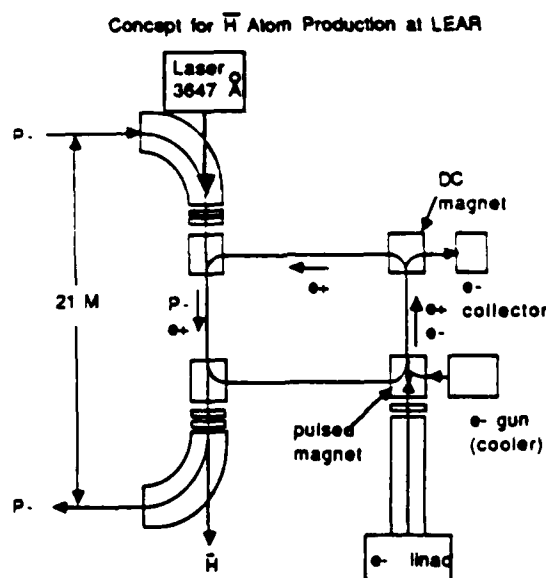 Concept for H̅ Atom Production at LEAR
Laser
3647 Å
P-
DC
magnet
e+
e-
collector
21 M
P-
e+
e+
e-
pulsed
magnet
e- gun
(cooler)
P-
H̅
e- linac